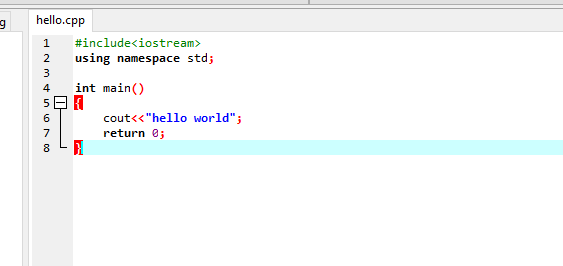 g
hello.cpp
1 #include<iostream>
2 using namespace std;
3
4 int main()
5 {
6     cout<<"hello world";
7     return 0;
8 }